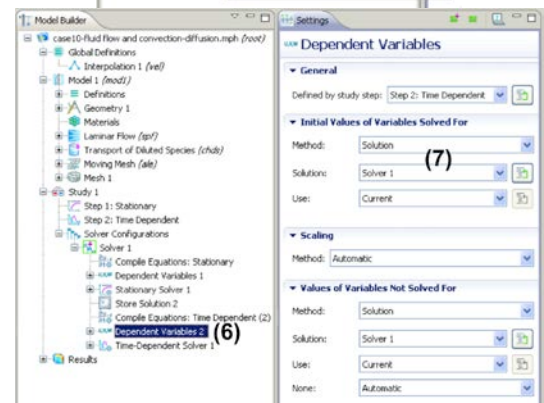 Model Builder
case10-fluid flow and convection-diffusion.mph (root)
Global Definitions
Interpolation 1 (vel)
Model 1 (mod1)
Definitions
Geometry 1
Materials
Laminar Flow (spf)
Transport of Diluted Species (chds)
Moving Mesh (ale)
Mesh 1
Study 1
Step 1: Stationary
Step 2: Time Dependent
Solver Configurations
Solver 1
Compile Equations: Stationary
Dependent Variables 1
Stationary Solver 1
Store Solution 2
Compile Equations: Time Dependent (2)
Dependent Variables 2 (6)
Time-Dependent Solver 1
Results
Settings
u,v,w Dependent Variables
General
Defined by study step: Step 2: Time Dependent
Initial Values of Variables Solved For
Method: Solution
(7)
Solution: Solver 1
Use: Current
Scaling
Method: Automatic
Values of Variables Not Solved For
Method: Solution
Solution: Solver 1
Use: Current
None: Automatic